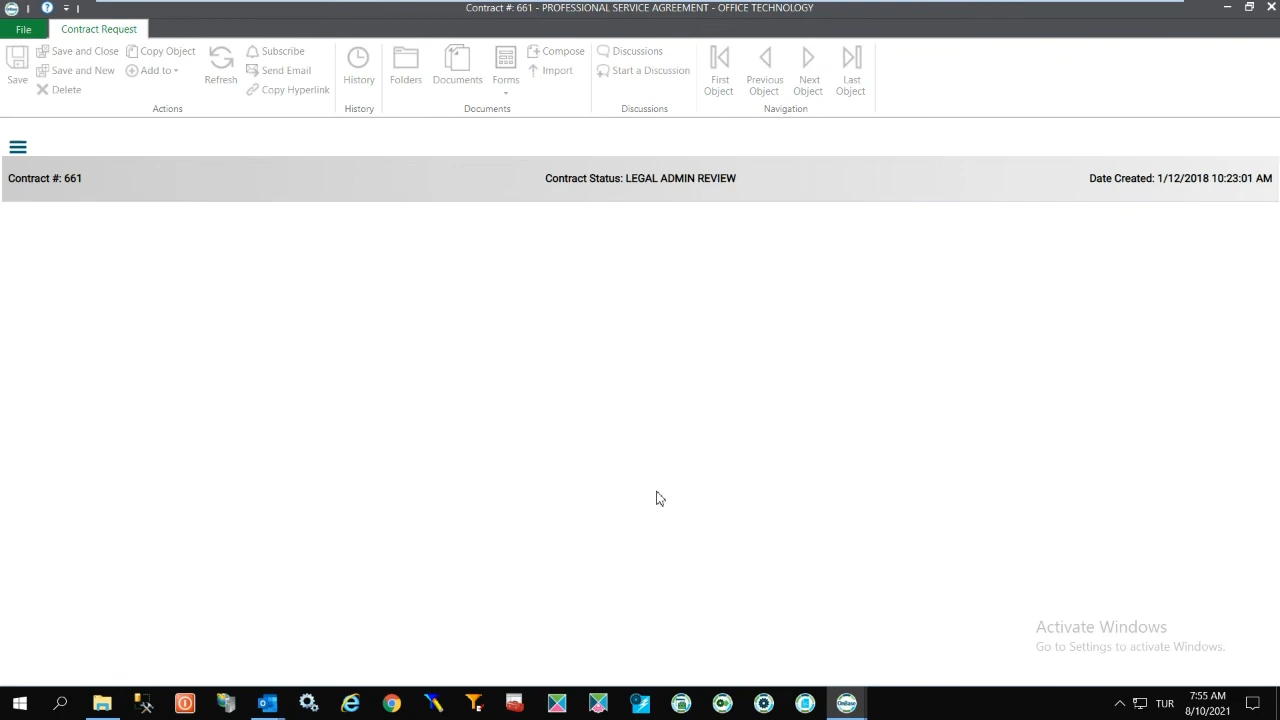 Contract #: 661 - PROFESSIONAL SERVICE AGREEMENT - OFFICE TECHNOLOGY
File
Contract Request
Save
Save and Close
Save and New
Delete
Copy Object
Add to
Refresh
Subscribe
Send Email
Copy Hyperlink
Actions
History
History
Folders
Documents
Forms
Compose
Import
Documents
Discussions
Start a Discussion
Discussions
First
Object
Previous
Object
Next
Object
Last
Object
Navigation
Contract #: 661
Contract Status: LEGAL ADMIN REVIEW
Date Created: 1/12/2018 10:23:01 AM
Activate Windows
Go to Settings to activate Windows.
TUR
7:55 AM
8/10/2021